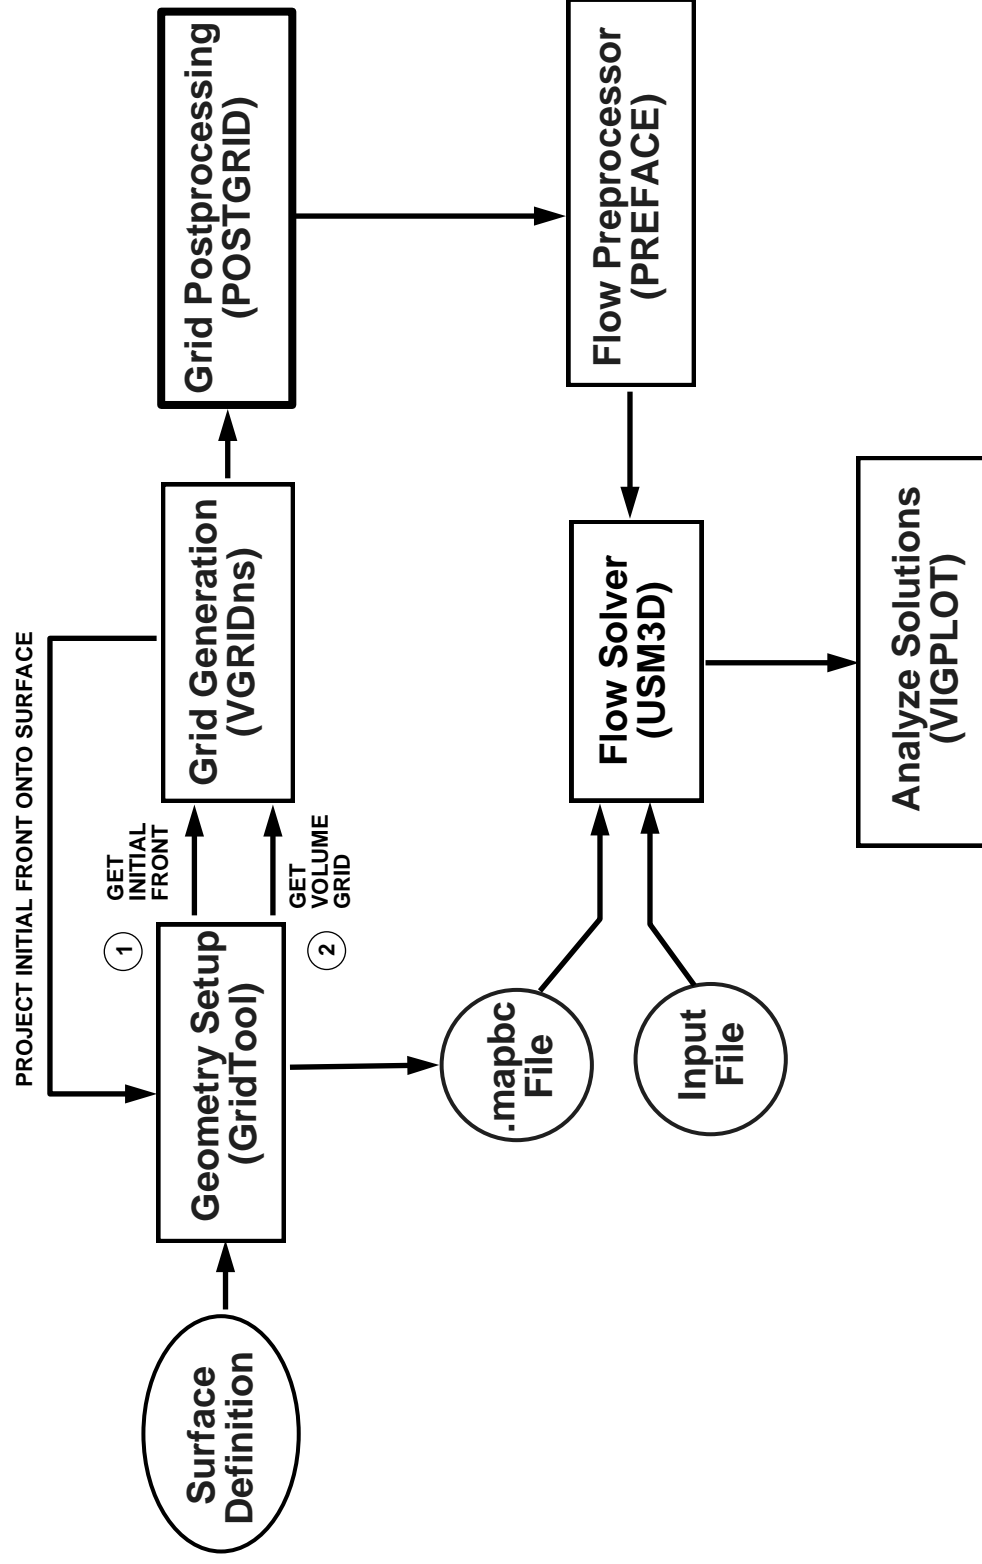 PROJECT INITIAL FRONT ONTO SURFACE
Surface
Definition
Geometry Setup
(GridTool)
1
GET
INITIAL
FRONT
2
GET
VOLUME
GRID
Grid Generation
(VGRIDns)
Grid Postprocessing
(POSTGRID)
.mapbc
File
Input
File
Flow Solver
(USM3D)
Flow Preprocessor
(PREFACE)
Analyze Solutions
(VIGPLOT)